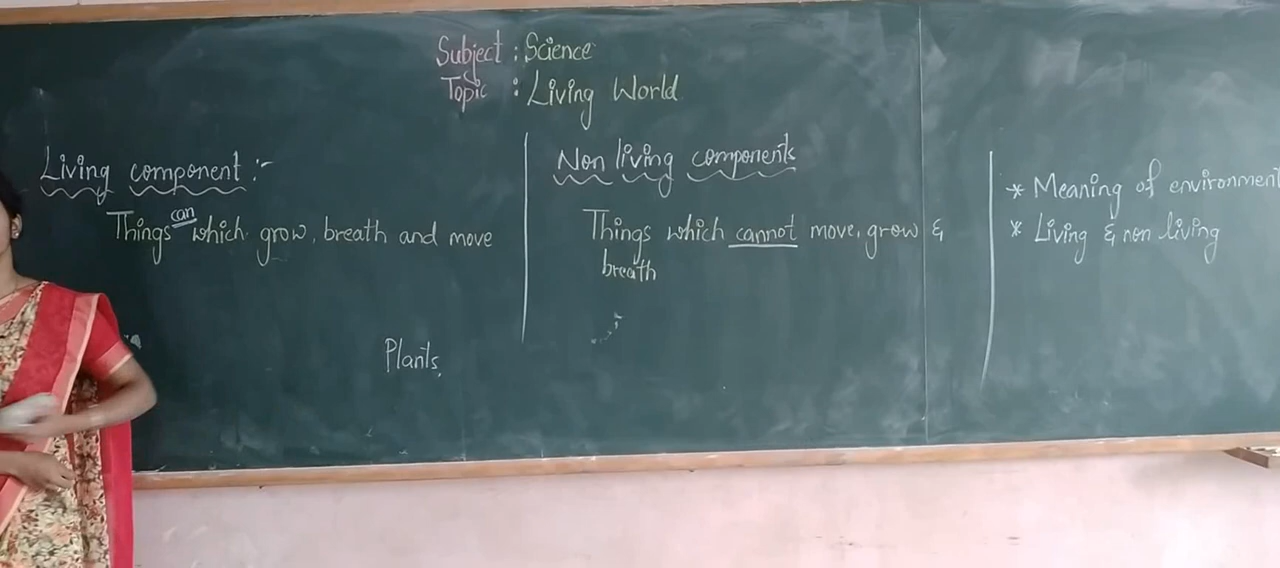 Subject : Science
Topic : Living World
Living component :-
Things can which grow, breath and move
Plants,
Non living components
Things which cannot move, grow &
breath
* Meaning of environment
* Living & non living